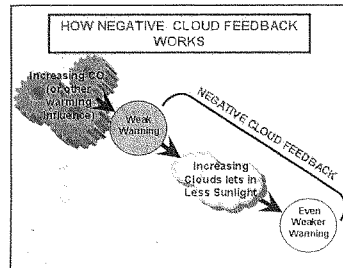 HOW NEGATIVE CLOUD FEEDBACK
WORKS
Increasing CO
(or other
warming
influence)
Weak
Warming
NEGATIVE CLOUD FEEDBACK
Increasing
Clouds lets in
Less Sunlight
Even
Weaker
Warming